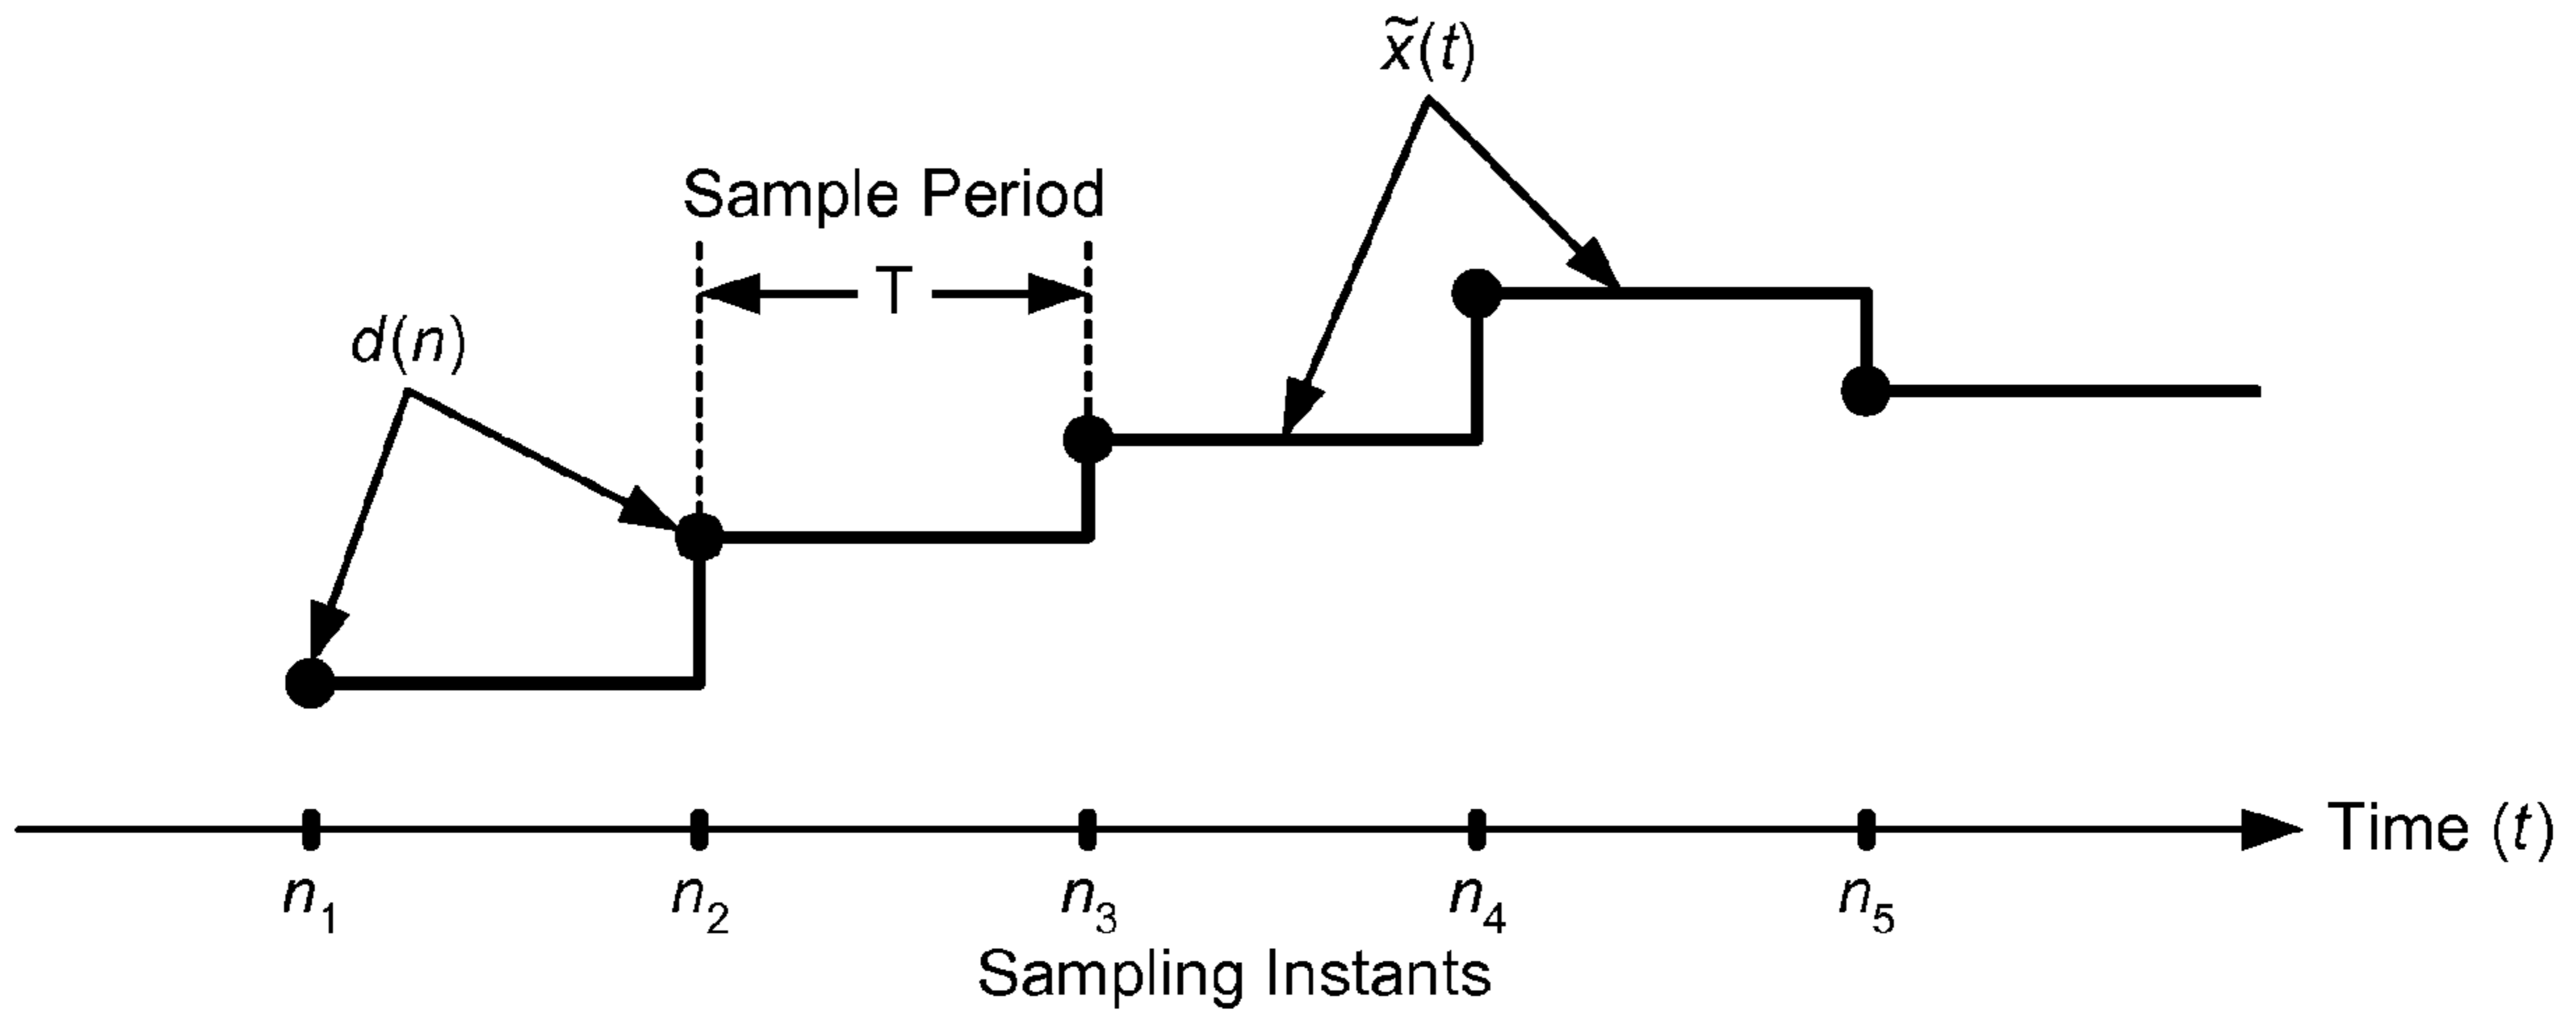 x̃(t)
Sample Period
T
d(n)
Time (t)
n₁ n₂ n₃ n₄ n₅
Sampling Instants